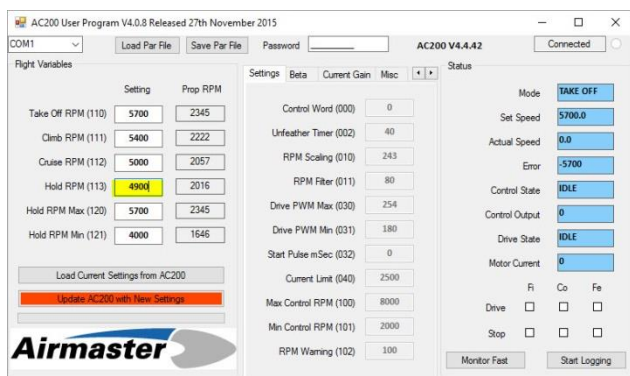 AC200 User Program V4.0.8 Released 27th November 2015
COM1 Load Par File Save Par File Password AC200 V4.4.42 Connected
Flight Variables
Setting Prop RPM
Take Off RPM (110) 5700 2345
Climb RPM (111) 5400 2222
Cruise RPM (112) 5000 2057
Hold RPM (113) 4900 2016
Hold RPM Max (120) 5700 2345
Hold RPM Min (121) 4000 1646
Load Current Settings from AC200
Update AC200 with New Settings
Airmaster
Settings Beta Current Gain Misc
Control Word (000) 0
Unfeather Timer (002) 40
RPM Scaling (010) 243
RPM Filter (011) 80
Drive PWM Max (030) 254
Drive PWM Min (031) 180
Start Pulse mSec (032) 0
Current Limit (040) 2500
Max Control RPM (100) 8000
Min Control RPM (101) 2000
RPM Warning (102) 100
Status
Mode TAKE OFF
Set Speed 5700.0
Actual Speed 0.0
Error -5700
Control State IDLE
Control Output 0
Drive State IDLE
Motor Current 0
Fi Co Fe
Drive
Stop
Monitor Fast Start Logging